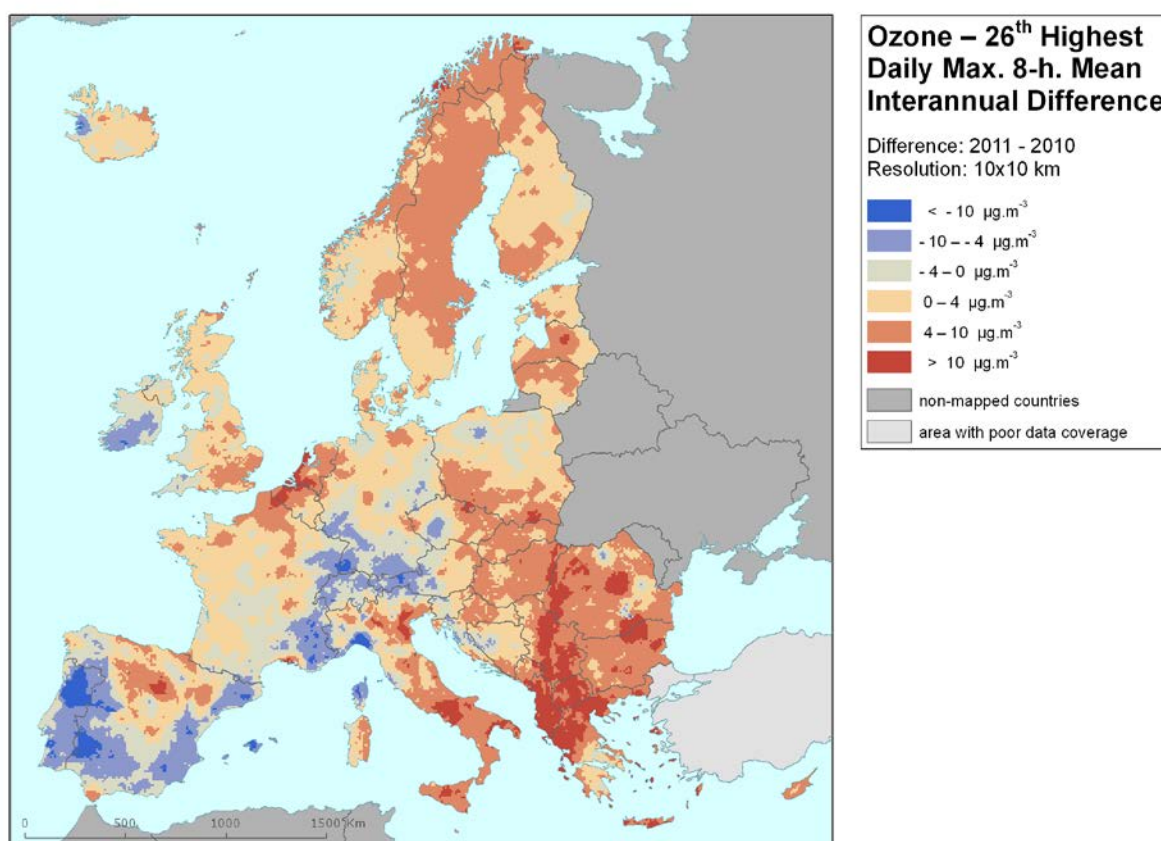 Ozone – 26th Highest
Daily Max. 8-h. Mean
Interannual Difference
Difference: 2011 - 2010
Resolution: 10x10 km
< - 10 µg.m-3
- 10 – - 4 µg.m-3
- 4 – 0 µg.m-3
0 – 4 µg.m-3
4 – 10 µg.m-3
> 10 µg.m-3
non-mapped countries
area with poor data coverage
0 500 1000 1500 Km